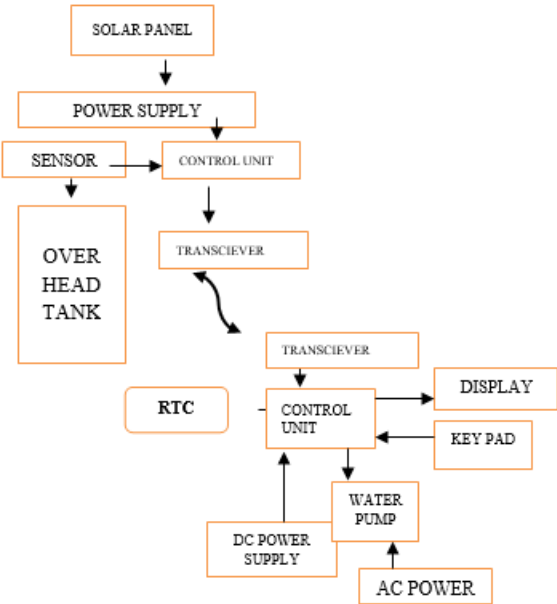 SOLAR PANEL
POWER SUPPLY
SENSOR
CONTROL UNIT
OVER
HEAD
TANK
TRANSCIEVER
TRANSCIEVER
RTC
CONTROL
UNIT
DISPLAY
KEY PAD
WATER
PUMP
DC POWER
SUPPLY
AC POWER